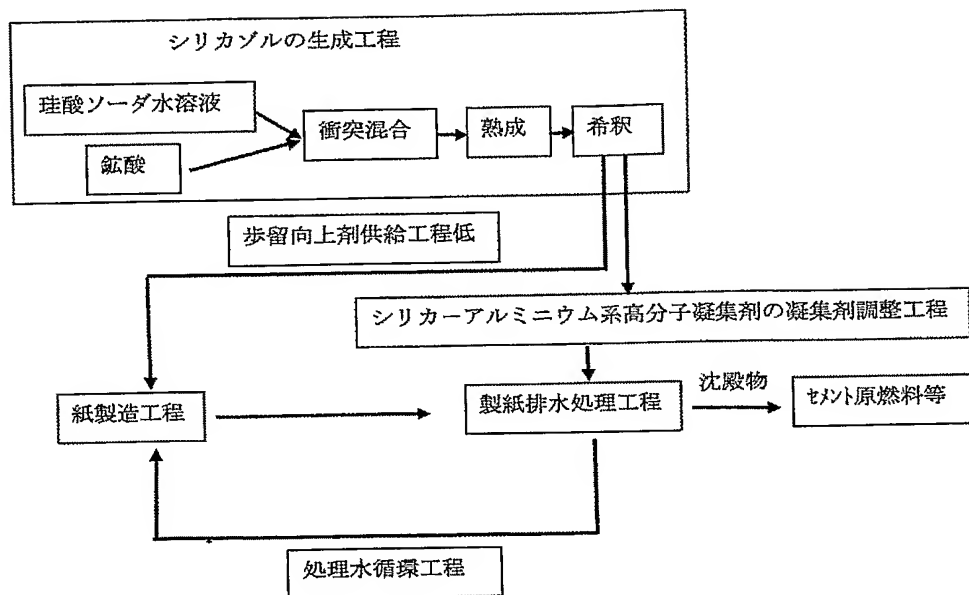 シリカゾルの生成工程
珪酸ソーダ水溶液
鉱酸
衝突混合
熟成
希釈
歩留向上剤供給工程低
シリカーアルミニウム系高分子凝集剤の凝集剤調整工程
紙製造工程
製紙排水処理工程
沈殿物
セメント原燃料等
処理水循環工程